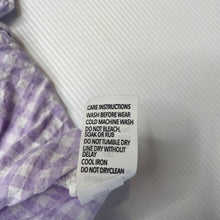 CARE INSTRUCTIONS
WASH BEFORE WEAR
COLD MACHINE WASH
DO NOT BLEACH,
SOAK OR RUB
DO NOT TUMBLE DRY
LINE DRY WITHOUT
DELAY
COOL IRON
DO NOT DRYCLEAN